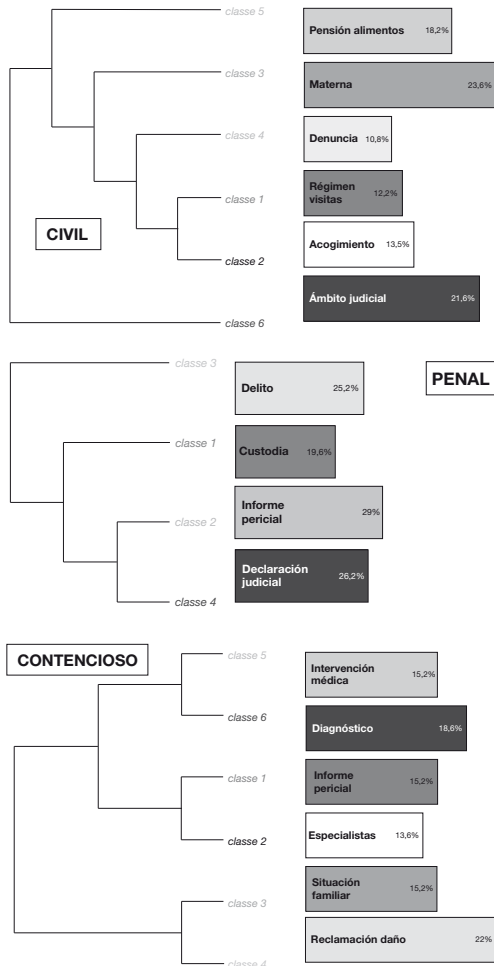 classe 5
Pensión alimentos 18,2%
classe 3
Materna 23,6%
classe 4
Denuncia 10,8%
classe 1
Régimen
visitas 12,2%
CIVIL
classe 2
Acogimiento 13,5%
Ámbito judicial 21,6%
classe 6
classe 3
Delito 25,2%
PENAL
classe 1
Custodia 19,6%
classe 2
Informe
pericial 29%
Declaración
judicial 26,2%
classe 4
CONTENCIOSO
classe 5
Intervención
médica 15,2%
classe 6
Diagnóstico 18,6%
classe 1
Informe
pericial 15,2%
classe 2
Especialistas 13,6%
classe 3
Situación
familiar 15,2%
Reclamación daño 22%
classe 4